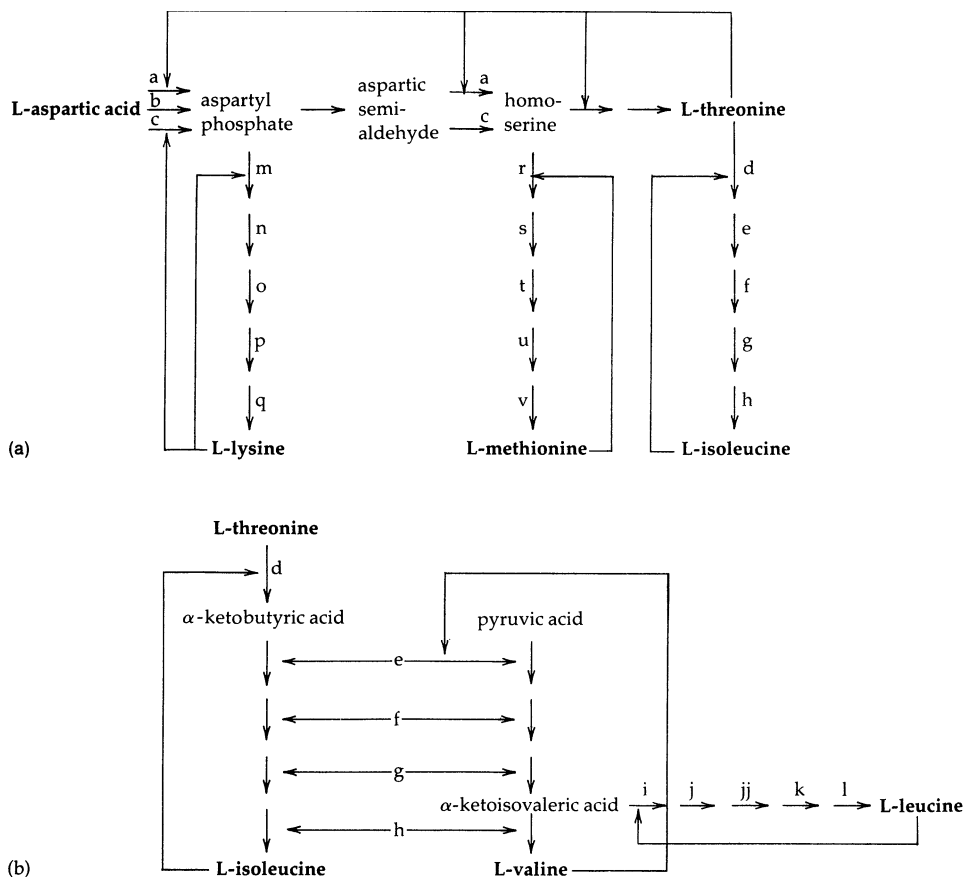 a
L-aspartic acid b aspartyl phosphate aspartic semi-aldehyde a homo-serine L-threonine
c c
m r d
n s e
o t f
p u g
q v h
(a) L-lysine L-methionine L-isoleucine
L-threonine
d
α-ketobutyric acid pyruvic acid
e
f
g
i j jj k l
α-ketoisovaleric acid L-leucine
h
(b) L-isoleucine L-valine